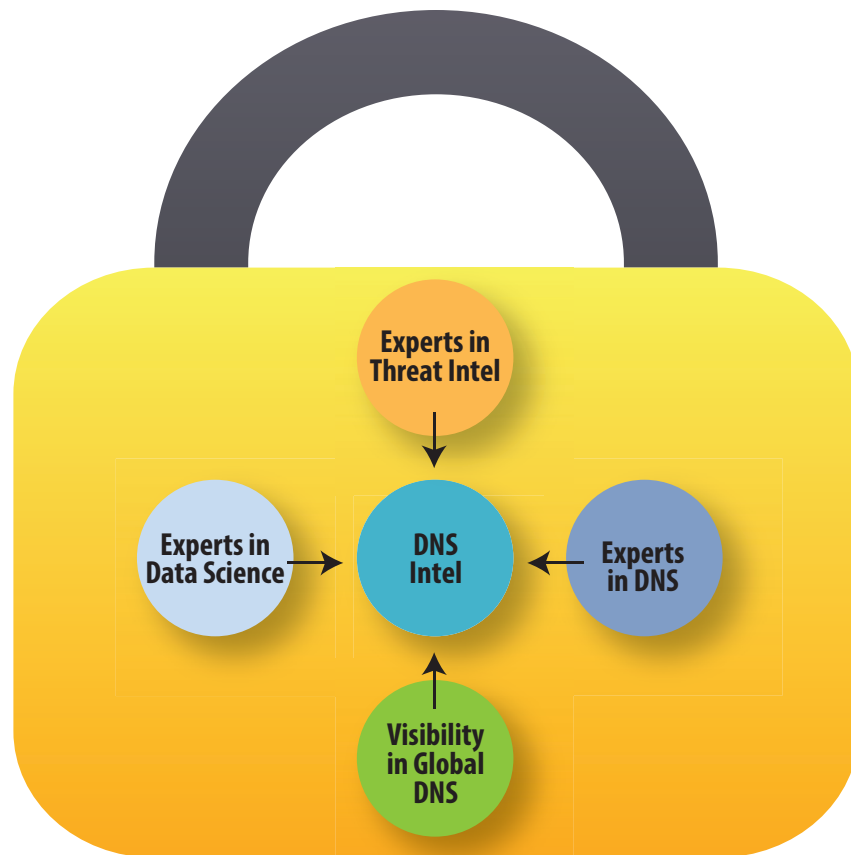 Experts in
Threat Intel
Experts in
Data Science
DNS
Intel
Experts
in DNS
Visibility
in Global
DNS